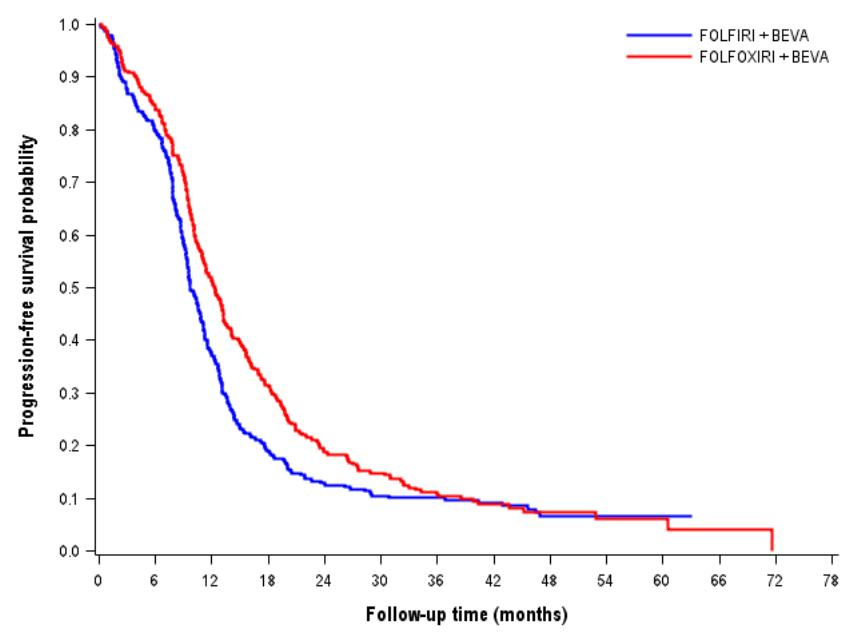 FOLFIRI + BEVA
FOLFOXIRI + BEVA
Progression-free survival probability
1.0
0.9
0.8
0.7
0.6
0.5
0.4
0.3
0.2
0.1
0.0
0 6 12 18 24 30 36 42 48 54 60 66 72 78
Follow-up time (months)